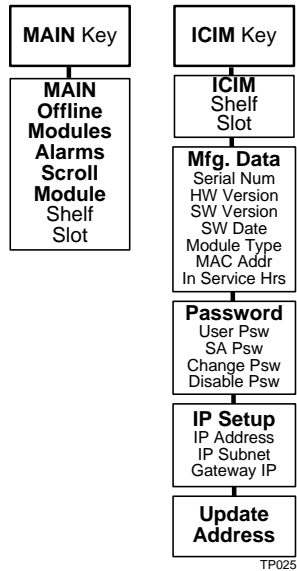 MAIN Key
MAIN
Offline
Modules
Alarms
Scroll
Module
Shelf
Slot
ICIM Key
ICIM
Shelf
Slot
Mfg. Data
Serial Num
HW Version
SW Version
SW Date
Module Type
MAC Addr
In Service Hrs
Password
User Psw
SA Psw
Change Psw
Disable Psw
IP Setup
IP Address
IP Subnet
Gateway IP
Update
Address
TP025